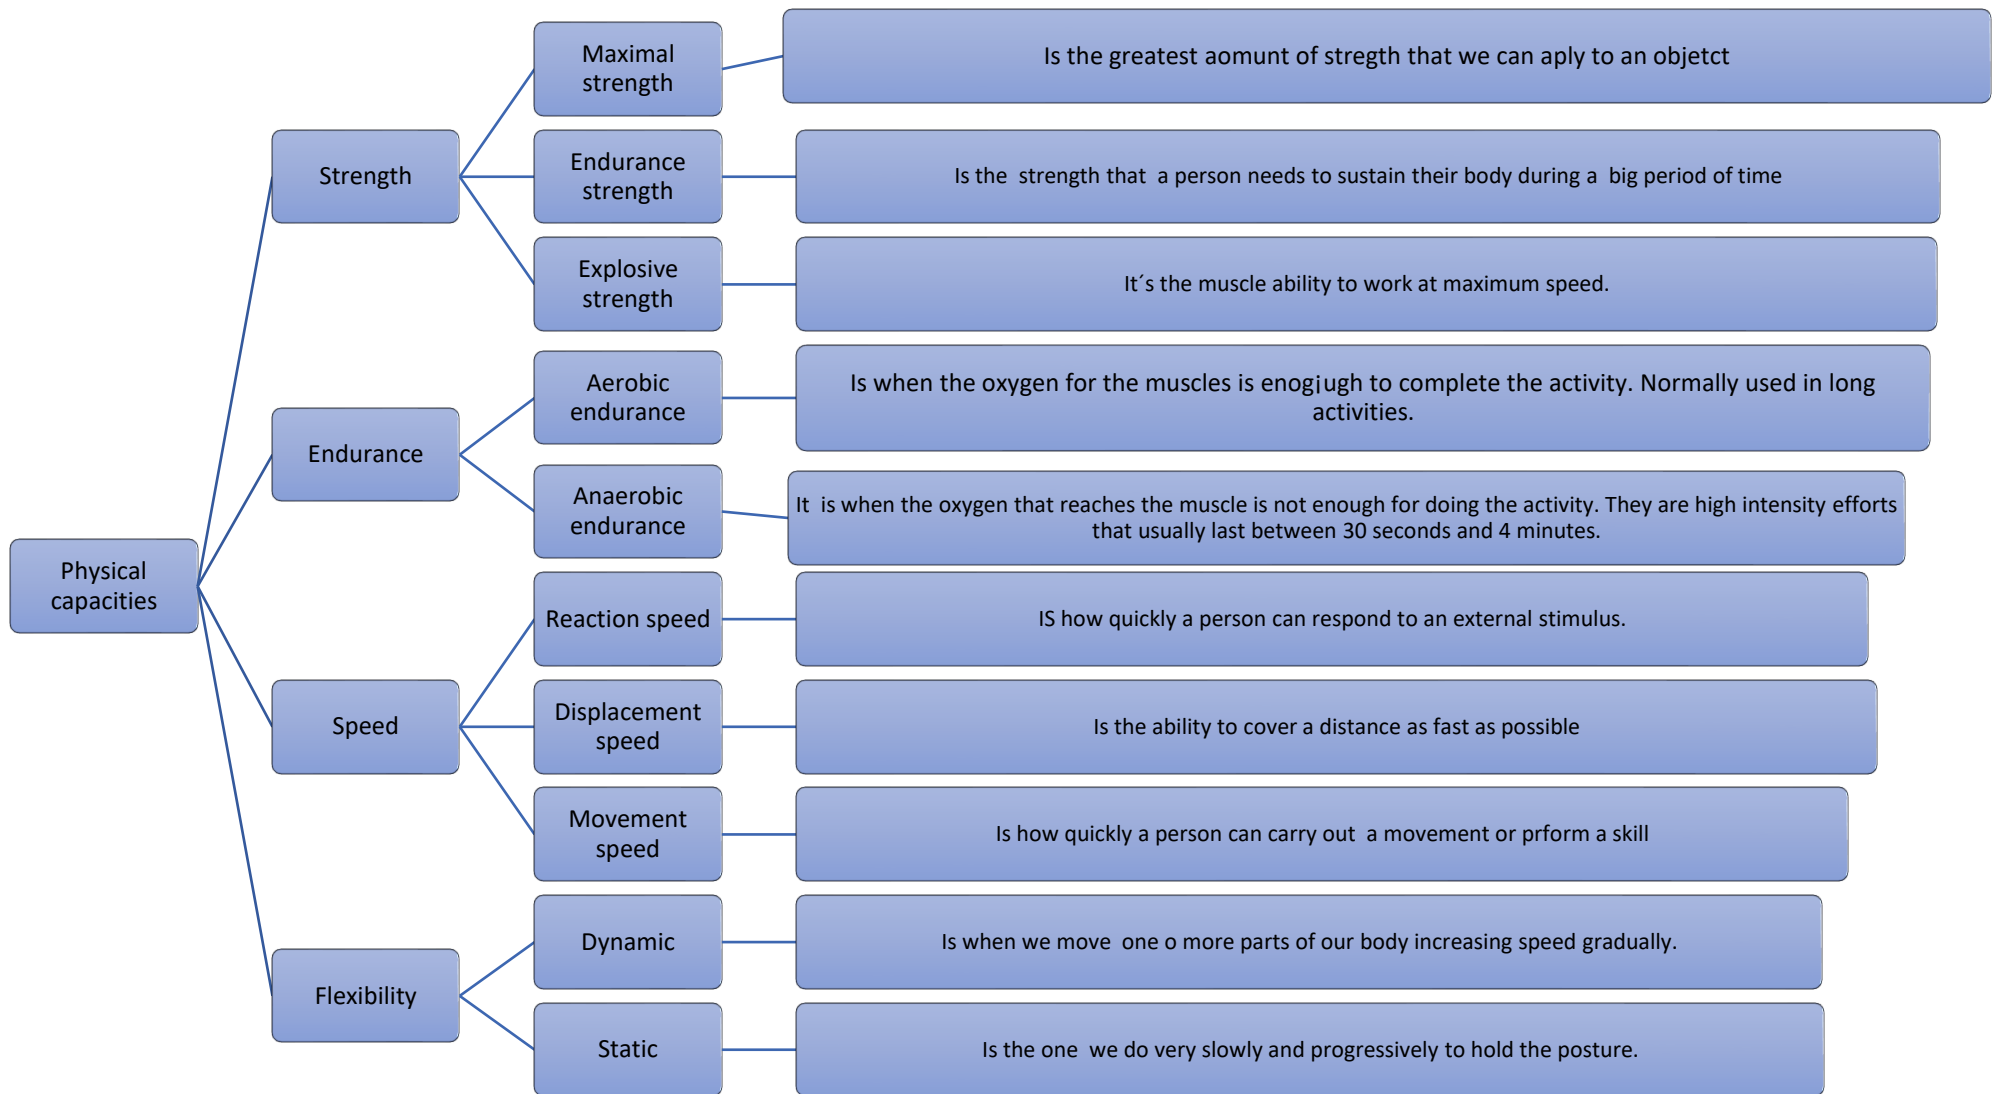 Physical
capacities
Strength
Maximal
strength
Is the greatest aomunt of stregth that we can aply to an objetct
Endurance
strength
Is the  strength that  a person needs to sustain their body during a  big period of time
Explosive
strength
It´s the muscle ability to work at maximum speed.
Endurance
Aerobic
endurance
Is when the oxygen for the muscles is enog¡ugh to complete the activity. Normally used in long
activities.
Anaerobic
endurance
It  is when the oxygen that reaches the muscle is not enough for doing the activity. They are high intensity efforts
that usually last between 30 seconds and 4 minutes.
Speed
Reaction speed
IS how quickly a person can respond to an external stimulus.
Displacement
speed
Is the ability to cover a distance as fast as possible
Movement
speed
Is how quickly a person can carry out  a movement or prform a skill
Flexibility
Dynamic
Is when we move  one o more parts of our body increasing speed gradually.
Static
Is the one  we do very slowly and progressively to hold the posture.